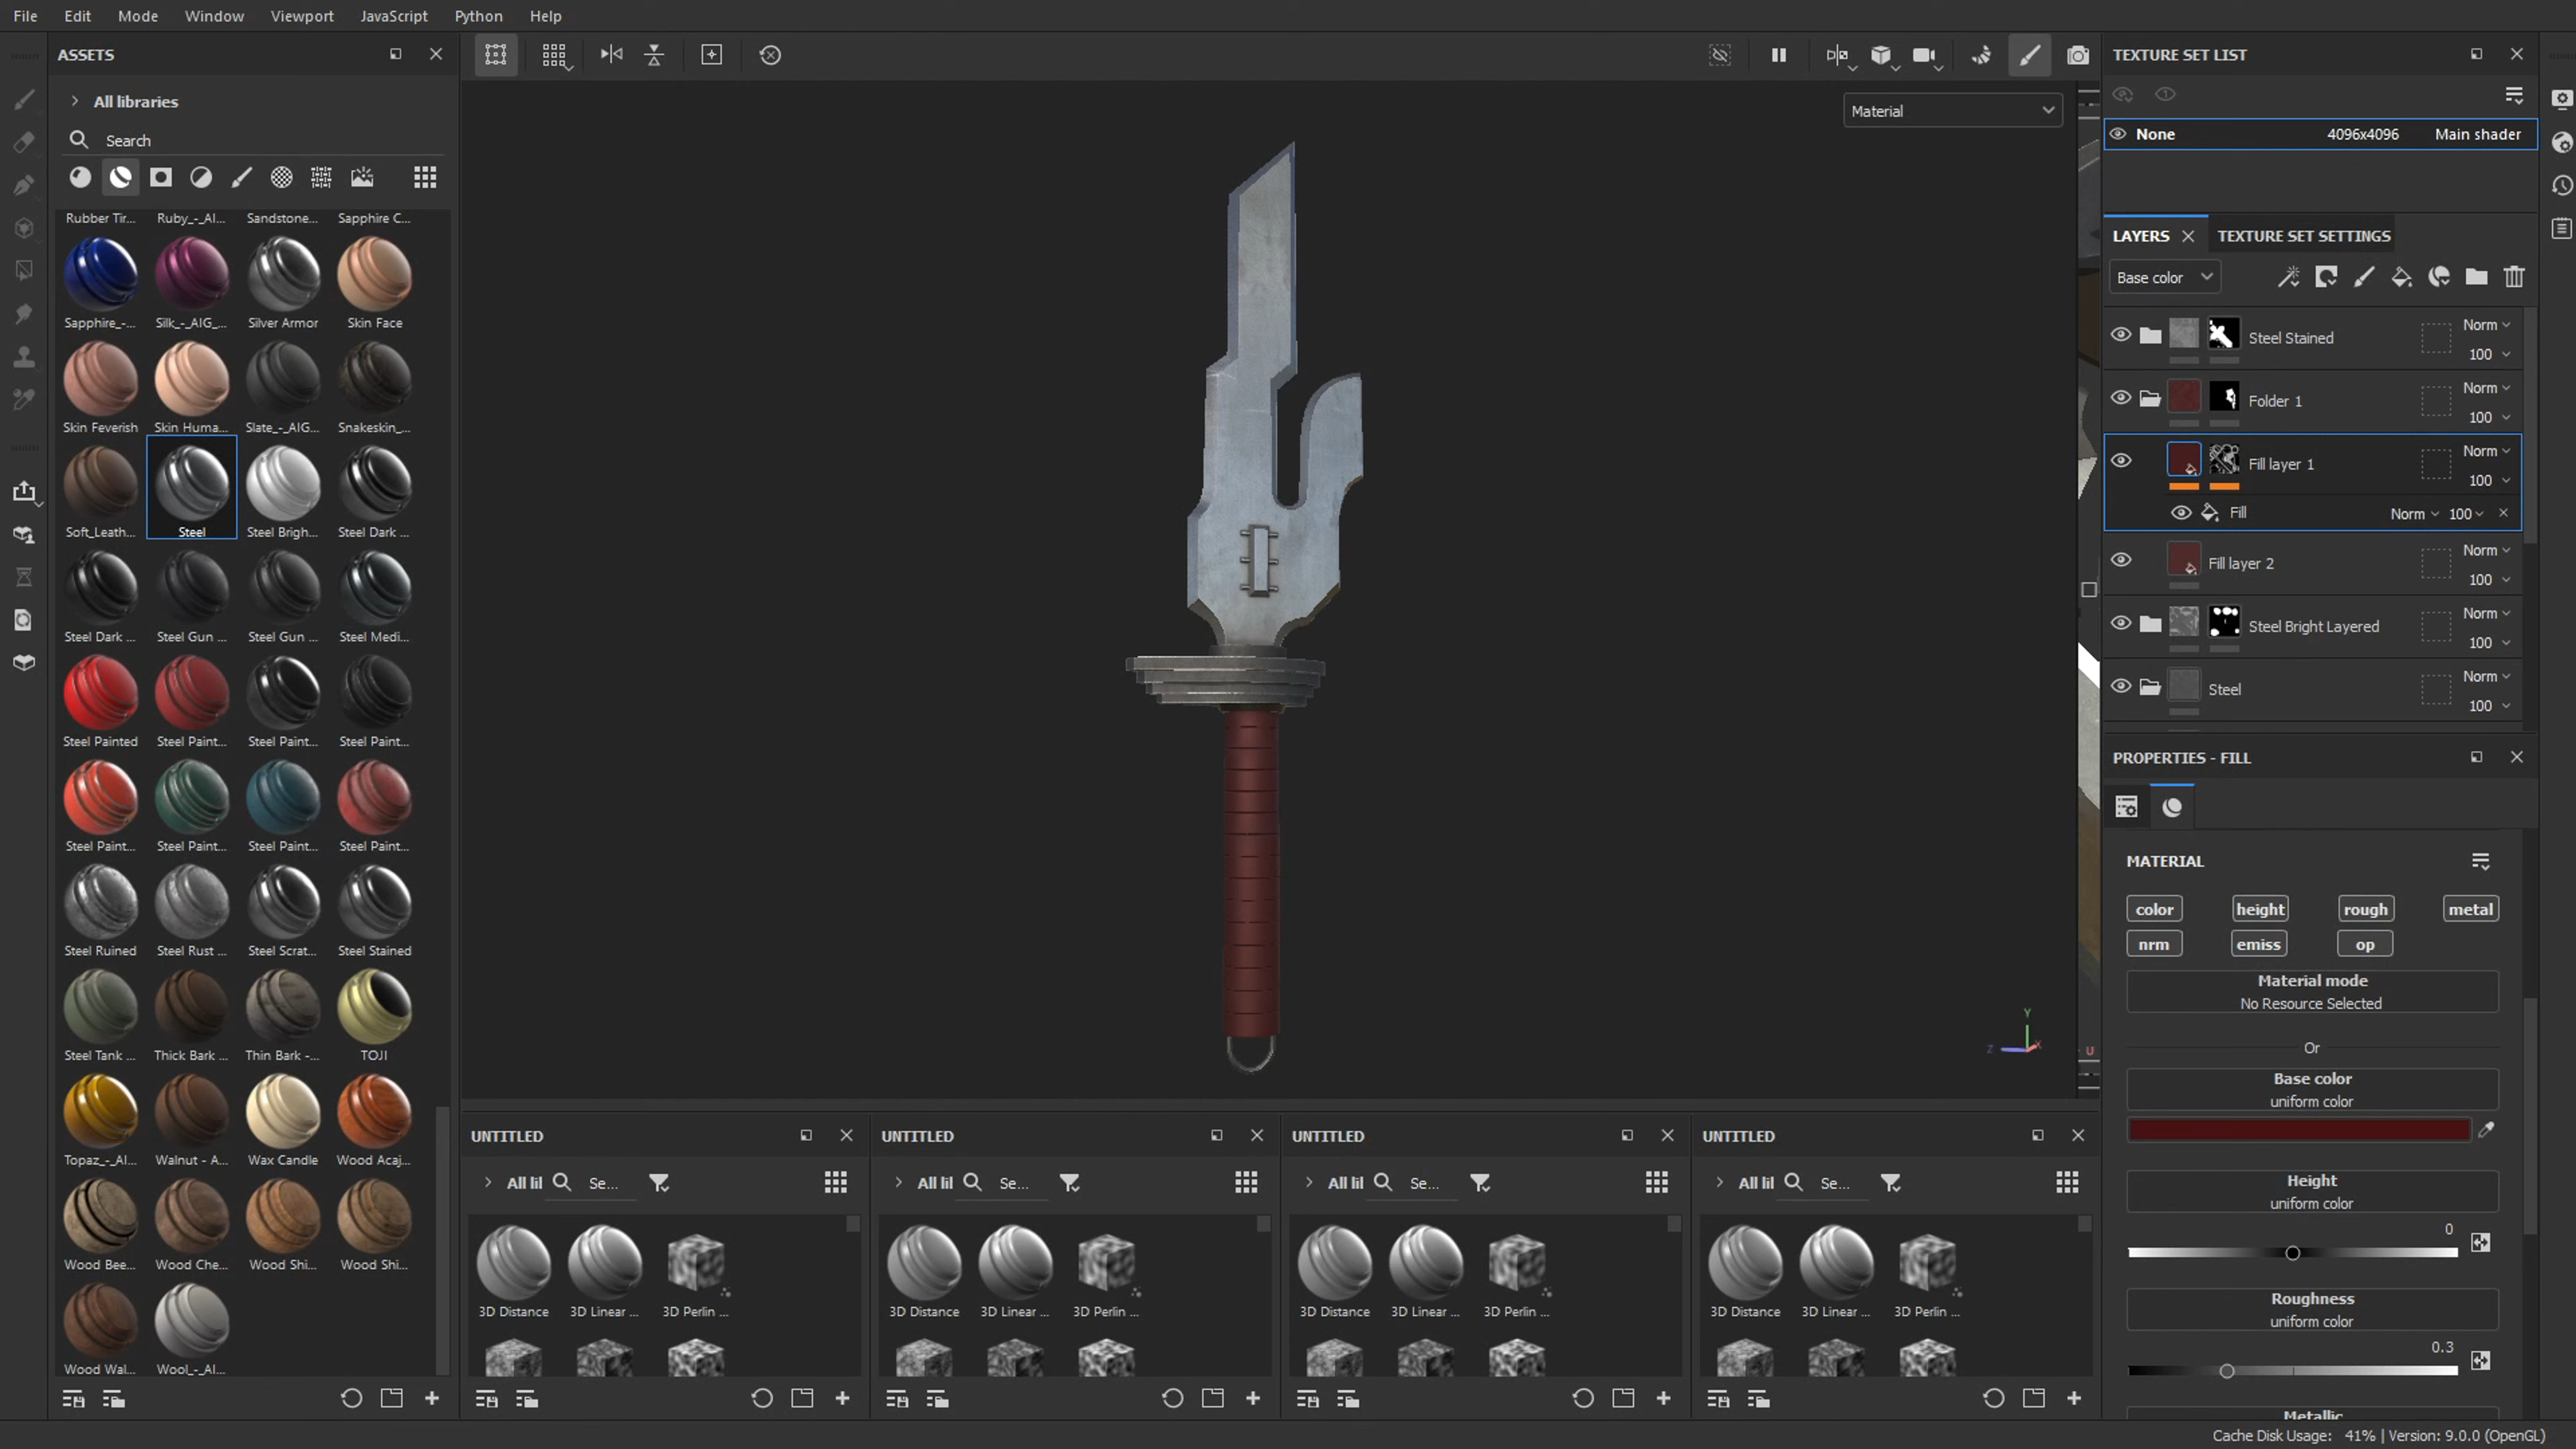 File Edit Mode Window Viewport JavaScript Python Help
ASSETS
All libraries
Search
Rubber Tir... Ruby_-_AI... Sandstone... Sapphire C...
Sapphire_-... Silk_-_AIG_... Silver Armor Skin Face
Skin Feverish Skin Huma... Slate_-_AIG... Snakeskin_...
Soft_Leath... Steel Steel Brigh... Steel Dark ...
Steel Dark ... Steel Gun ... Steel Gun ... Steel Medi...
Steel Painted Steel Paint... Steel Paint... Steel Paint...
Steel Paint... Steel Paint... Steel Paint... Steel Paint...
Steel Ruined Steel Rust ... Steel Scrat... Steel Stained
Steel Tank ... Thick Bark ... Thin Bark -... TOJI
Topaz_-_AI... Walnut - A... Wax Candle Wood Acaj...
Wood Bee... Wood Che... Wood Shi... Wood Shi...
Wood Wal... Wool_-_AI...
Material
Y
Z X
U
UNTITLED
All lil Se...
3D Distance 3D Linear ... 3D Perlin ...
UNTITLED
All lil Se...
3D Distance 3D Linear ... 3D Perlin ...
UNTITLED
All lil Se...
3D Distance 3D Linear ... 3D Perlin ...
UNTITLED
All lil Se...
3D Distance 3D Linear ... 3D Perlin ...
TEXTURE SET LIST
None 4096x4096 Main shader
LAYERS TEXTURE SET SETTINGS
Base color
Steel Stained Norm 100
Folder 1 Norm 100
Fill layer 1 Norm 100
Fill Norm 100
Fill layer 2 Norm 100
Steel Bright Layered Norm 100
Steel Norm 100
PROPERTIES - FILL
MATERIAL
color height rough metal
nrm emiss op
Material mode
No Resource Selected
Or
Base color
uniform color
Height
uniform color
0
Roughness
uniform color
0.3
Metallic
Cache Disk Usage: 41% | Version: 9.0.0 (OpenGL)